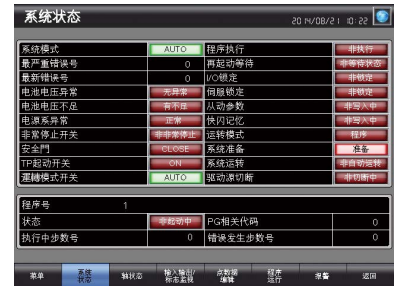 系统状态 20 14/08/21 10:22
系统模式 AUTO 程序执行 非执行
最严重错误号 0 再起动等待 非等待状态
最新错误号 0 I/O锁定 非锁定
电池电压异常 无异常 伺服锁定 非锁定
电池电压不足 有不足 从动参数 非写入中
电源系异常 正常 快闪记忆 非写入中
非常停止开关 非非常停止 运转模式 程序
安全門 CLOSE 系统准备 准备
TP起动开关 ON 系统运转 非自动运转
運轉模式开关 AUTO 驱动源切断 非切断中
程序号 1
状态 非起动中 PG相关代码 0
执行中步数号 0 错误发生步数号 0
菜单 系统状态 轴状态 输入输出/标志监视 点数据编辑 程序运行 报警 返回